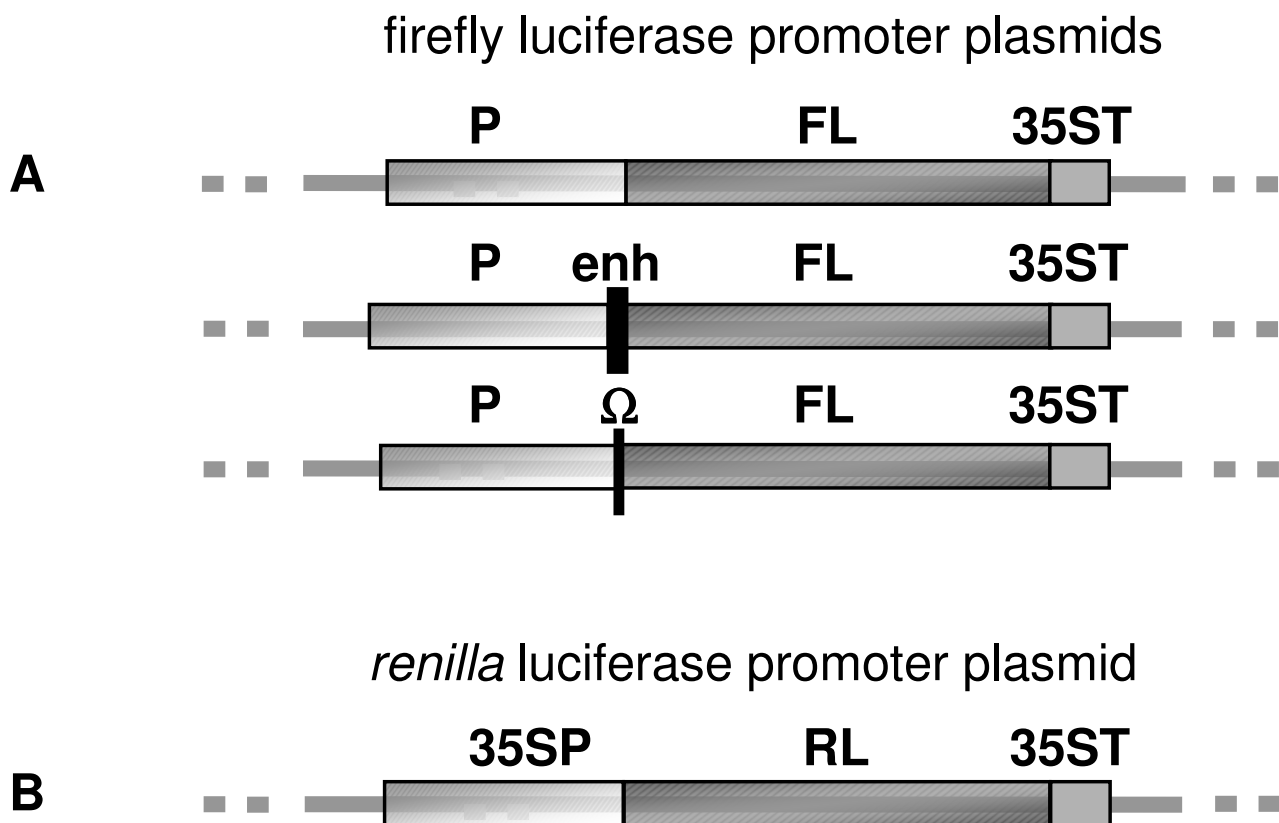 firefly luciferase promoter plasmids
P FL 35ST
A
P enh FL 35ST
P Ω FL 35ST
renilla luciferase promoter plasmid
35SP RL 35ST
B